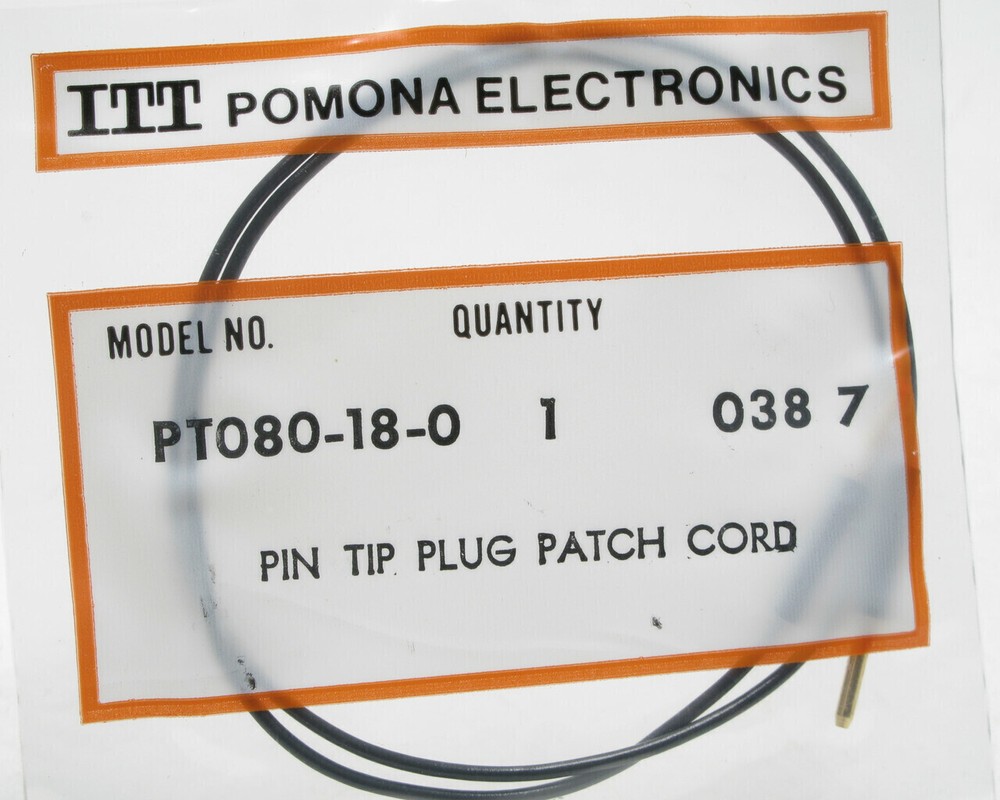 ITT POMONA ELECTRONICS
MODEL NO. QUANTITY
PT080-18-0 1 038 7
PIN TIP PLUG PATCH CORD